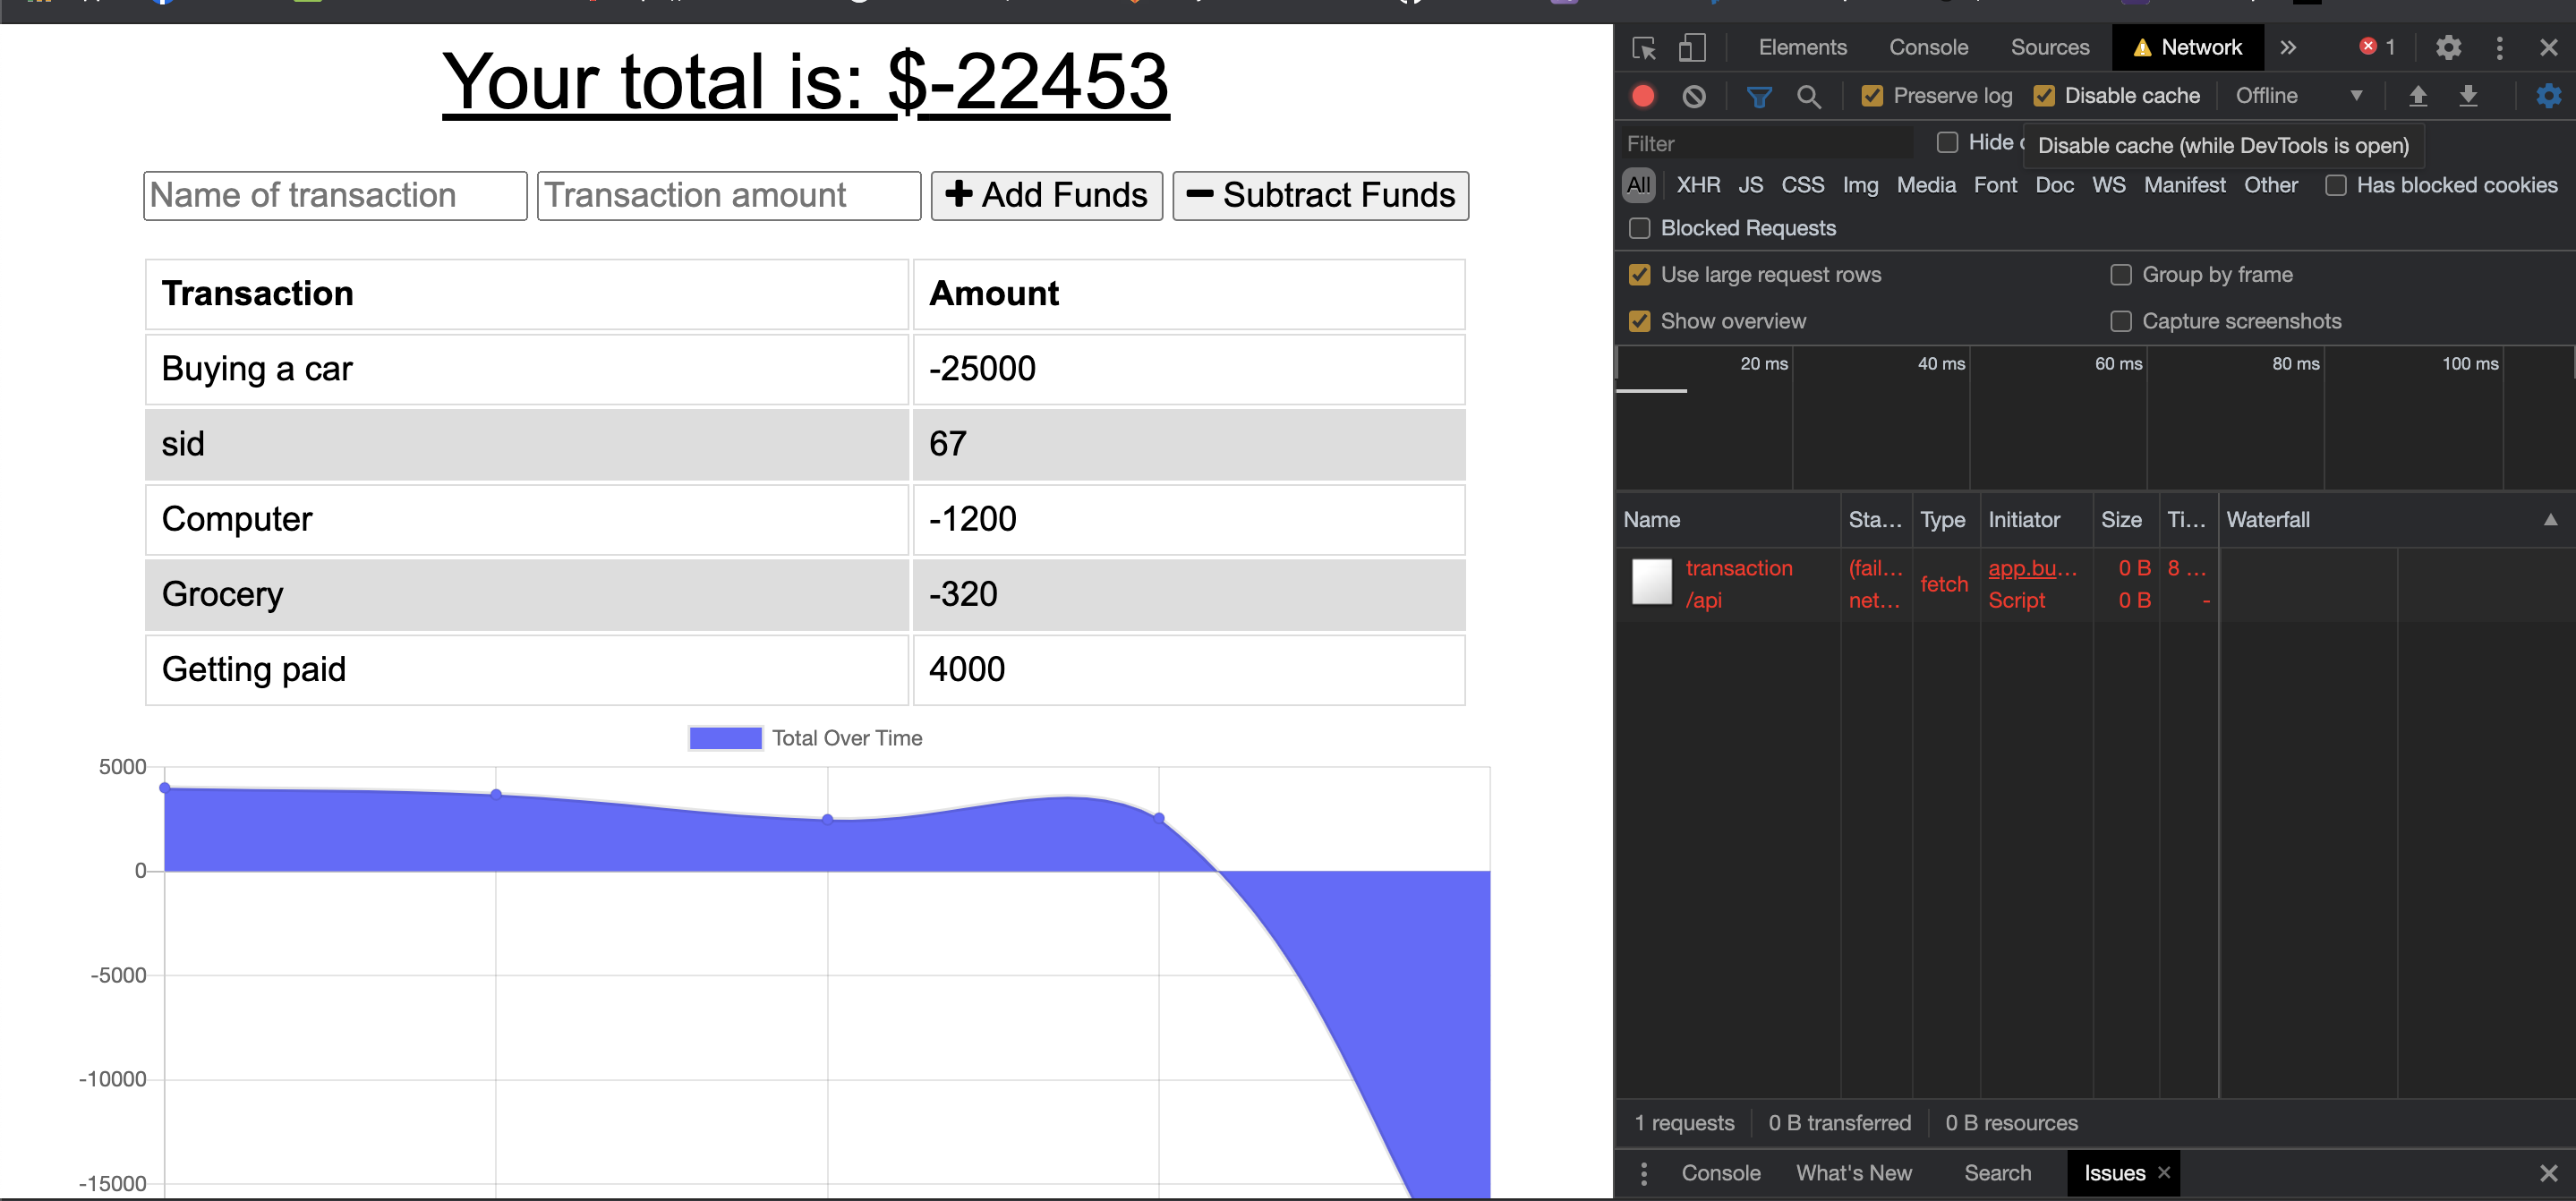 Your total is: $-22453
Name of transaction
Transaction amount
Add Funds
Subtract Funds
Transaction Amount
Buying a car -25000
sid 67
Computer -1200
Grocery -320
Getting paid 4000
Total Over Time
5000
0
-5000
-10000
-15000
Elements Console Sources Network 1
Preserve log Disable cache Offline
Filter Hide
Disable cache (while DevTools is open)
All XHR JS CSS Img Media Font Doc WS Manifest Other Has blocked cookies
Blocked Requests
Use large request rows Group by frame
Show overview Capture screenshots
20 ms 40 ms 60 ms 80 ms 100 ms
Name Sta... Type Initiator Size Ti... Waterfall
transaction (fail... fetch app.bu... 0 B 8 ...
/api net... Script 0 B -
1 requests 0 B transferred 0 B resources
Console What's New Search Issues